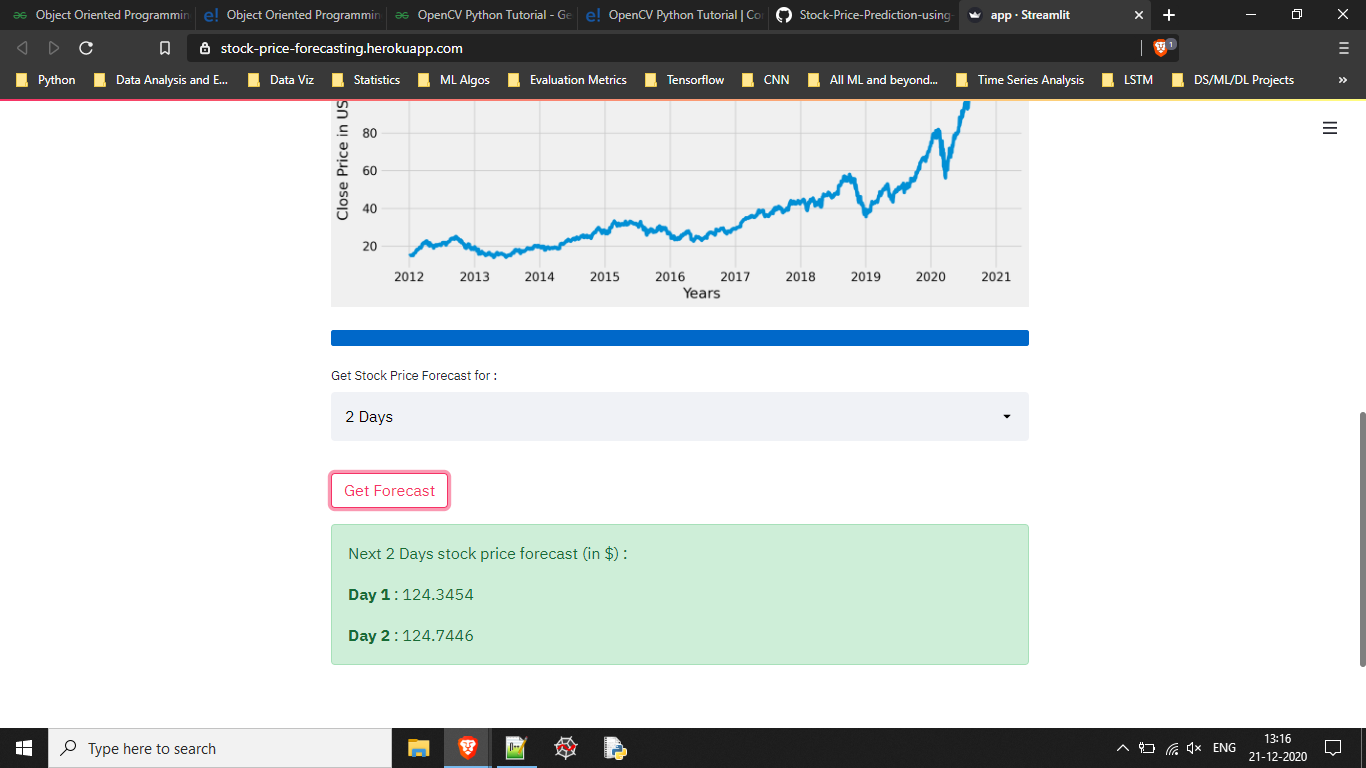 Object Oriented Programmin
Object Oriented Programmin
OpenCV Python Tutorial - Ge
OpenCV Python Tutorial | Co
Stock-Price-Prediction-using-
app · Streamlit
stock-price-forecasting.herokuapp.com
1
Python
Data Analysis and E...
Data Viz
Statistics
ML Algos
Evaluation Metrics
Tensorflow
CNN
All ML and beyond...
Time Series Analysis
LSTM
DS/ML/DL Projects
Close Price in US
80
60
40
20
2012 2013 2014 2015 2016 2017 2018 2019 2020 2021
Years
Get Stock Price Forecast for :
2 Days
Get Forecast
Next 2 Days stock price forecast (in $) :
Day 1 : 124.3454
Day 2 : 124.7446
Type here to search
ENG
13:16
21-12-2020